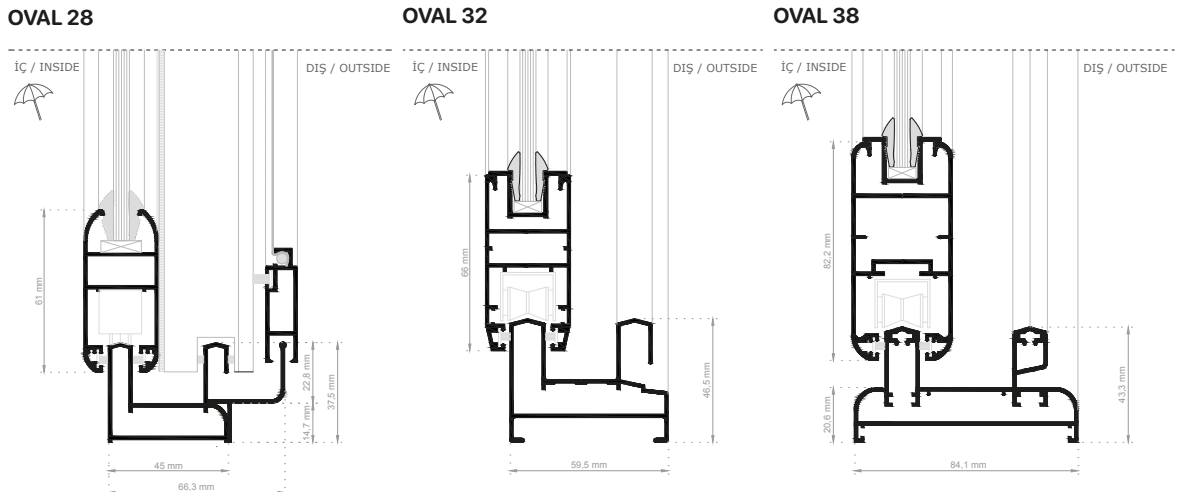 OVAL 28
İÇ / INSIDE
DIŞ / OUTSIDE
61 mm
22,8 mm
37,5 mm
14,7 mm
45 mm
66,3 mm
OVAL 32
İÇ / INSIDE
DIŞ / OUTSIDE
66 mm
46,5 mm
59,5 mm
OVAL 38
İÇ / INSIDE
DIŞ / OUTSIDE
82,2 mm
20,6 mm
43,3 mm
84,1 mm